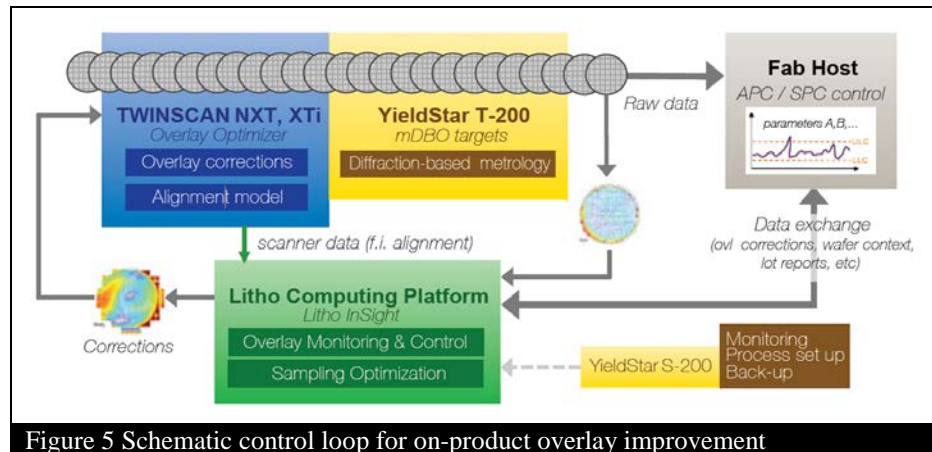 TWINSCAN NXT, XTi
Overlay Optimizer
Overlay corrections
Alignment model
YieldStar T-200
mDBO targets
Diffraction-based metrology
Raw data
Fab Host
APC / SPC control
parameters A,B,...
scanner data (f.i. alignment)
Data exchange
(ovl corrections, wafer context,
lot reports, etc)
Litho Computing Platform
Litho InSight
Overlay Monitoring & Control
Sampling Optimization
Corrections
YieldStar S-200
Monitoring
Process set up
Back-up
Figure 5 Schematic control loop for on-product overlay improvement